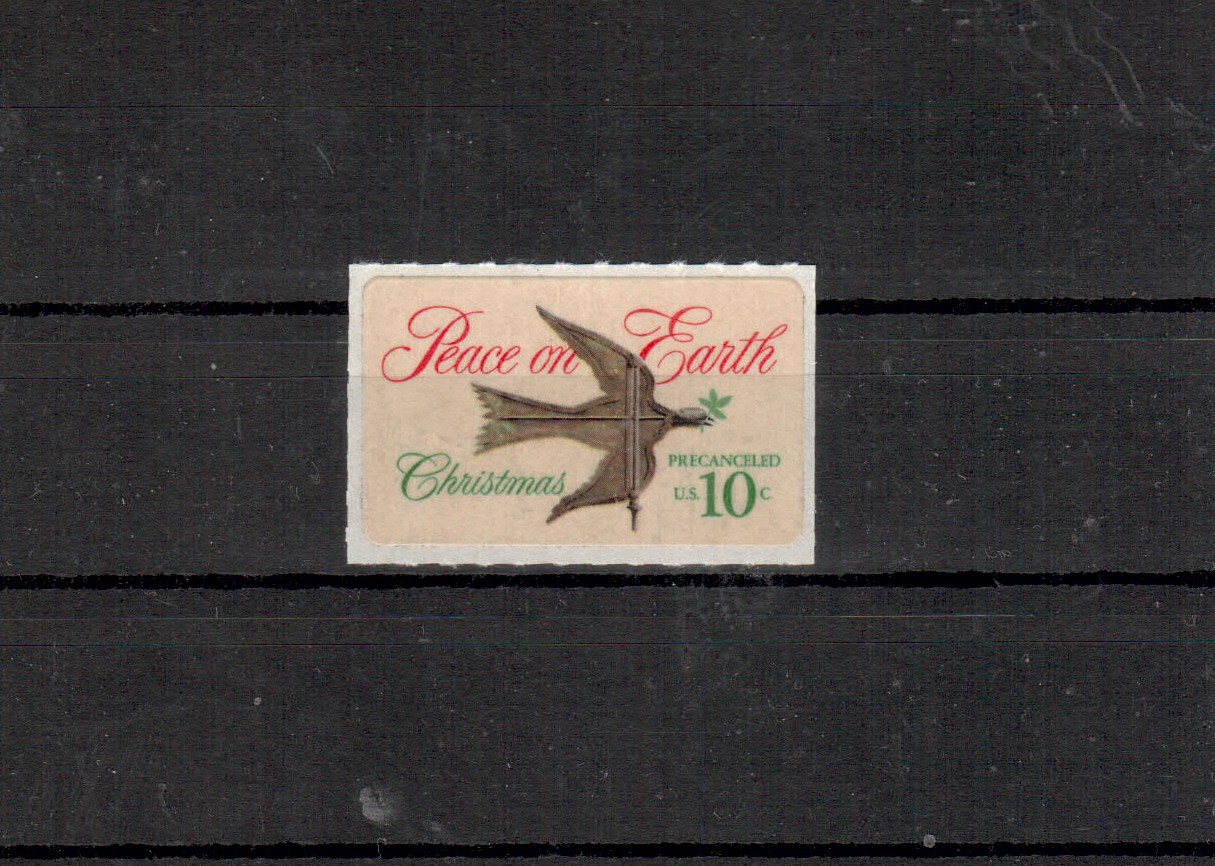 Peace on Earth
Christmas
PRECANCELED
U.S. 10 C